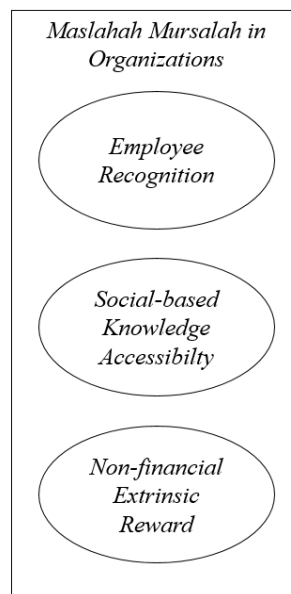 Maslahah Mursalah in
Organizations
Employee
Recognition
Social-based
Knowledge
Accessibilty
Non-financial
Extrinsic
Reward